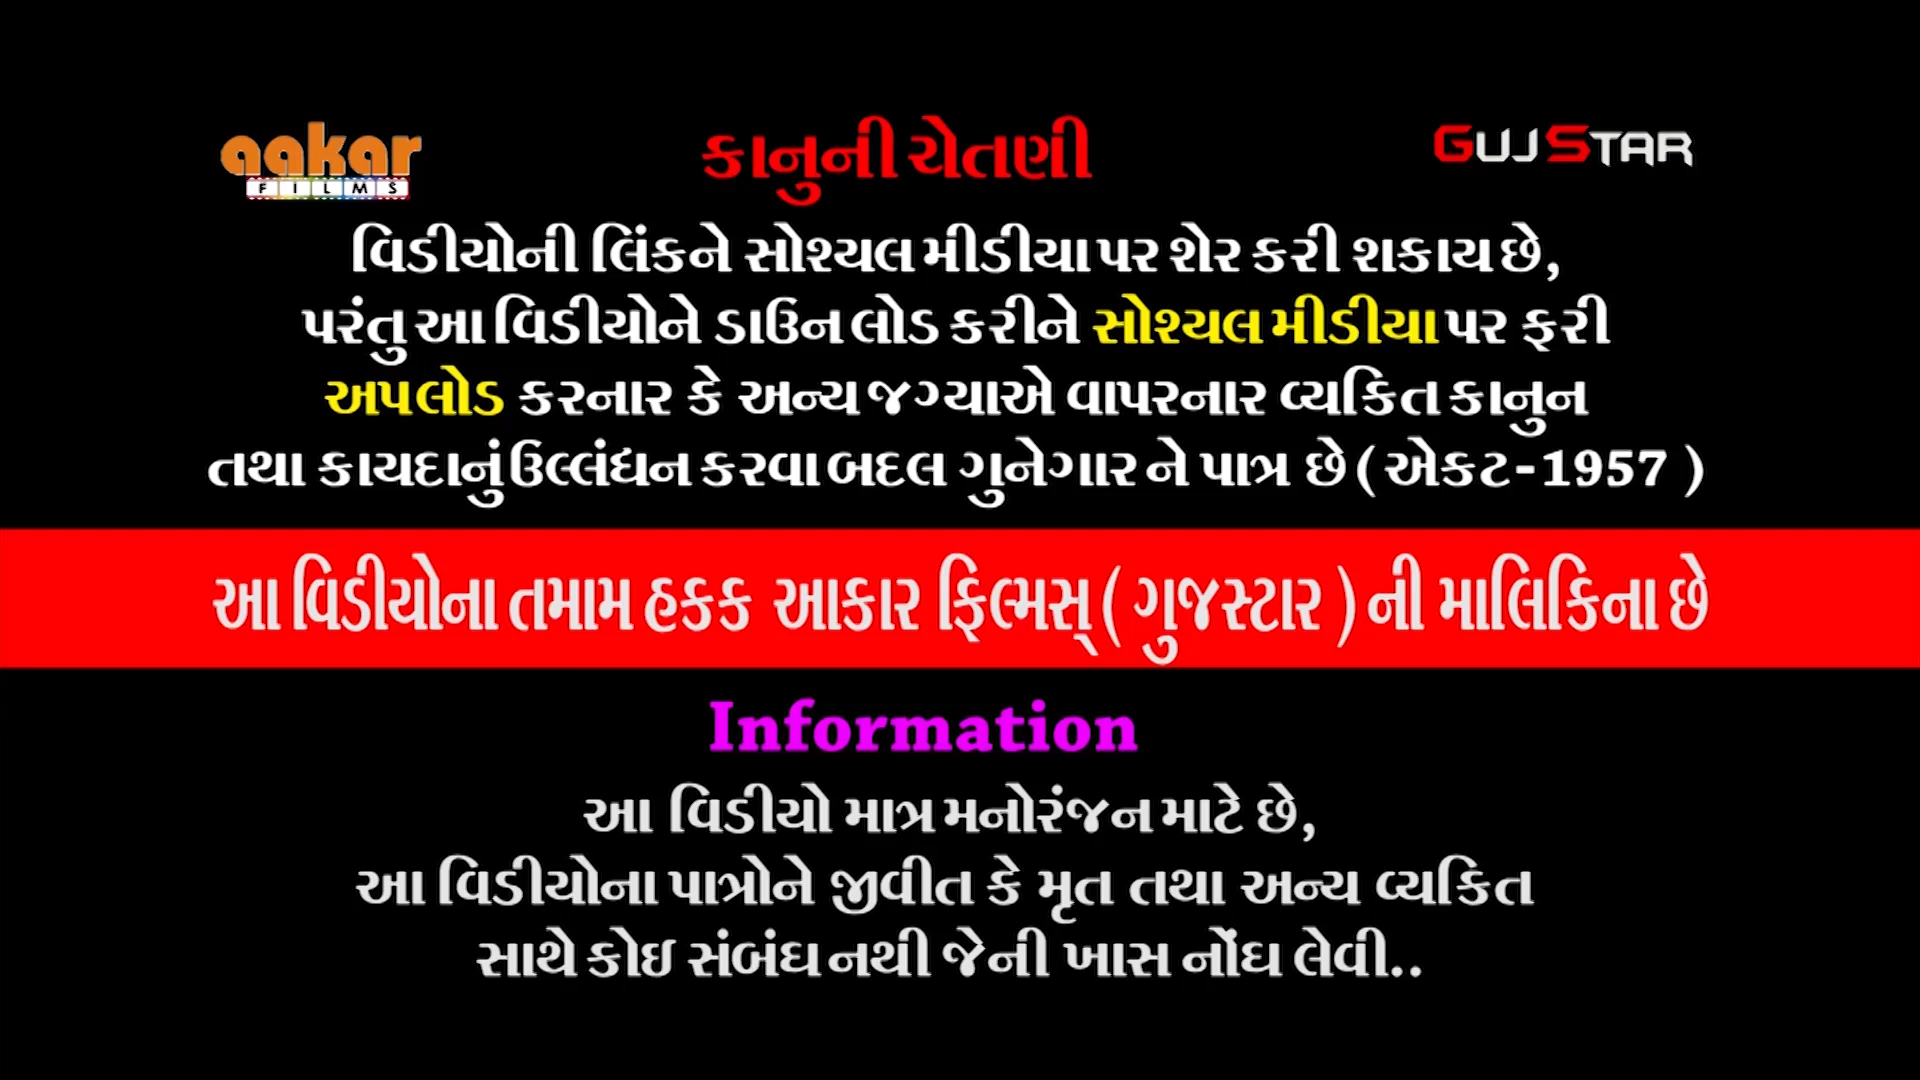 aakar
FILMS
કાનુની ચેતણી
GUJSTAR
વિડીયોની લિંકને સોશ્યલ મીડીયા પર શેર કરી શકાય છે,
પરંતુ આ વિડીયોને ડાઉન લોડ કરીને સોશ્યલ મીડીયા પર ફરી
અપલોડ કરનાર કે અન્ય જગ્યાએ વાપરનાર વ્યકિત કાનુન
તથા કાયદાનું ઉલ્લંઘન કરવા બદલ ગુનેગાર ને પાત્ર છે ( એકટ-1957 )
આ વિડીયોના તમામ હકક આકાર ફિલ્મસ્ ( ગુજસ્ટાર ) ની માલિકિના છે
Information
આ વિડીયો માત્ર મનોરંજન માટે છે,
આ વિડીયોના પાત્રોને જીવીત કે મૃત તથા અન્ય વ્યકિત
સાથે કોઇ સંબંઘ નથી જેની ખાસ નોંઘ લેવી..